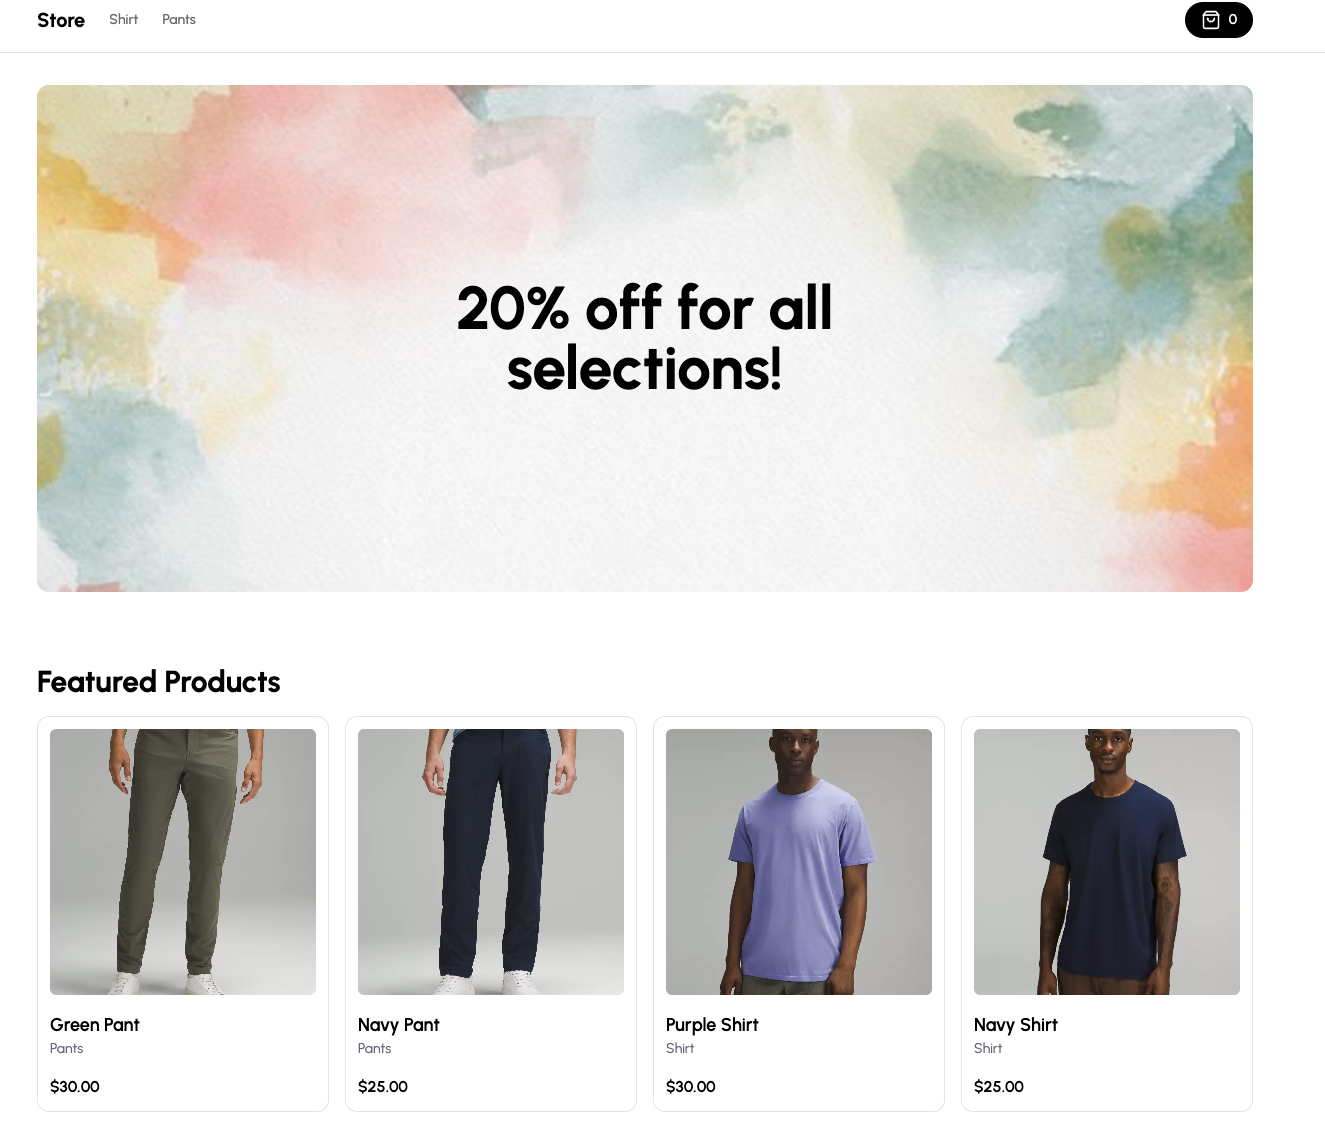 Store Shirt Pants 0
20% off for all
selections!
Featured Products
Green Pant
Pants
$30.00
Navy Pant
Pants
$25.00
Purple Shirt
Shirt
$30.00
Navy Shirt
Shirt
$25.00